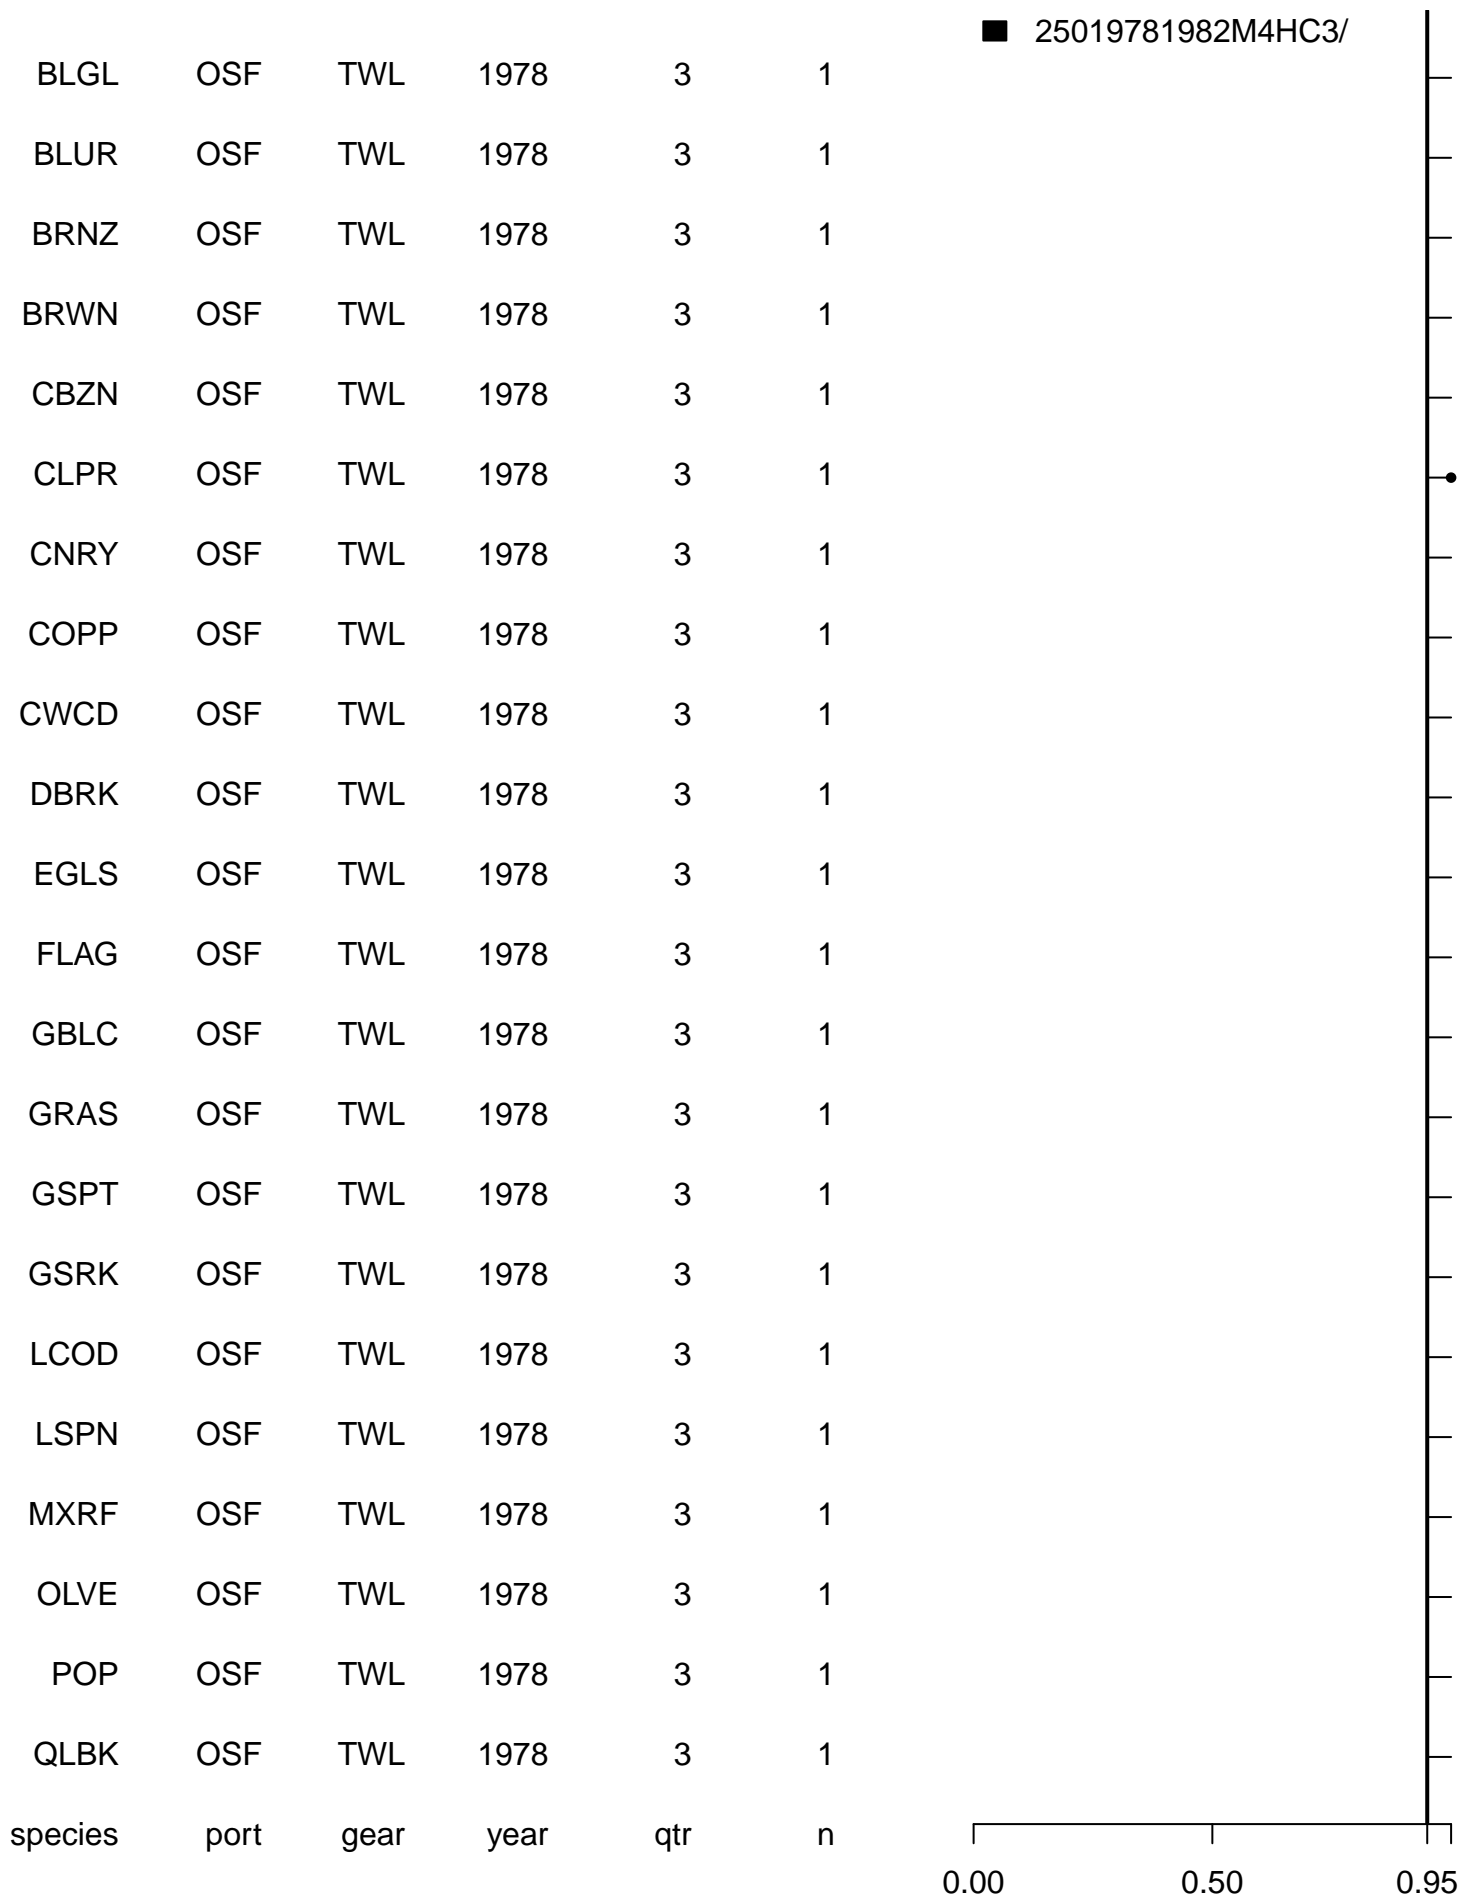 25019781982M4HC3/
BLGL OSF TWL 1978 3 1
BLUR OSF TWL 1978 3 1
BRNZ OSF TWL 1978 3 1
BRWN OSF TWL 1978 3 1
CBZN OSF TWL 1978 3 1
CLPR OSF TWL 1978 3 1
CNRY OSF TWL 1978 3 1
COPP OSF TWL 1978 3 1
CWCD OSF TWL 1978 3 1
DBRK OSF TWL 1978 3 1
EGLS OSF TWL 1978 3 1
FLAG OSF TWL 1978 3 1
GBLC OSF TWL 1978 3 1
GRAS OSF TWL 1978 3 1
GSPT OSF TWL 1978 3 1
GSRK OSF TWL 1978 3 1
LCOD OSF TWL 1978 3 1
LSPN OSF TWL 1978 3 1
MXRF OSF TWL 1978 3 1
OLVE OSF TWL 1978 3 1
POP OSF TWL 1978 3 1
QLBK OSF TWL 1978 3 1
species port gear year qtr n
0.00 0.50 0.95